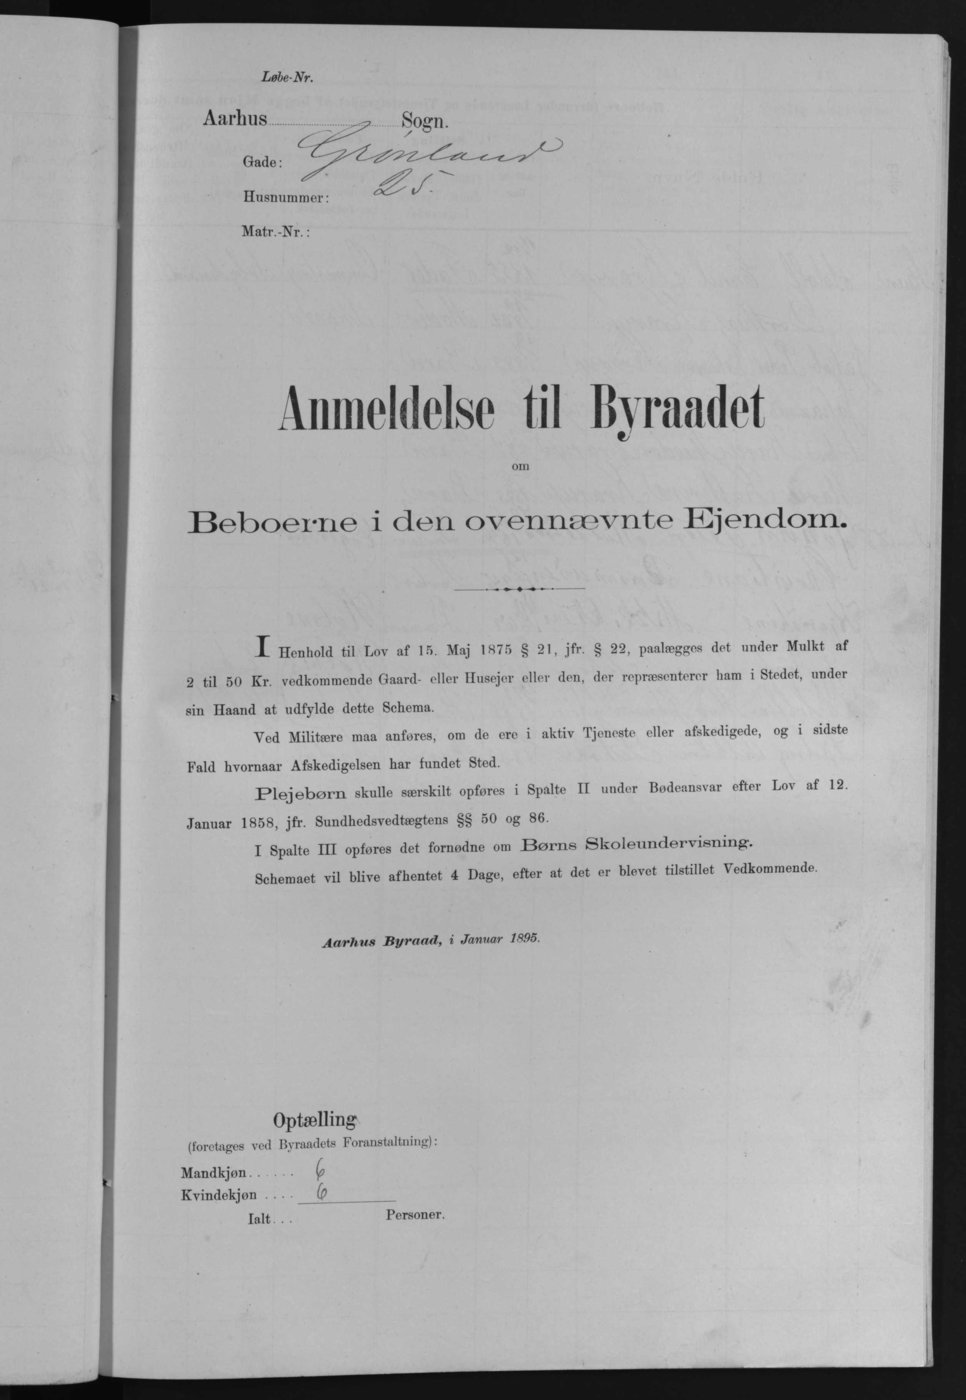 Løbe-Nr.
Aarhus Sogn.
Gade: Grønland
Husnummer: 25.
Matr.-Nr.:
Anmeldelse til Byraadet
om
Beboerne i den ovennævnte Ejendom.
I Henhold til Lov af 15. Maj 1875 § 21, jfr. § 22, paalægges det under Mulkt af
2 til 50 Kr. vedkommende Gaard- eller Husejer eller den, der repræsenterer ham i Stedet, under
sin Haand at udfylde dette Schema.
Ved Militære maa anføres, om de ere i aktiv Tjeneste eller afskedigede, og i sidste
Fald hvornaar Afskedigelsen har fundet Sted.
Plejebørn skulle særskilt opføres i Spalte II under Bødeansvar efter Lov af 12.
Januar 1858, jfr. Sundhedsvedtægtens §§ 50 og 86.
I Spalte III opføres det fornødne om Børns Skoleundervisning.
Schemaet vil blive afhentet 4 Dage, efter at det er blevet tilstillet Vedkommende.
Aarhus Byraad, i Januar 1895.
Optælling
(foretages ved Byraadets Foranstaltning):
Mandkjøn...... 6
Kvindekjøn .... 6
Ialt... Personer.